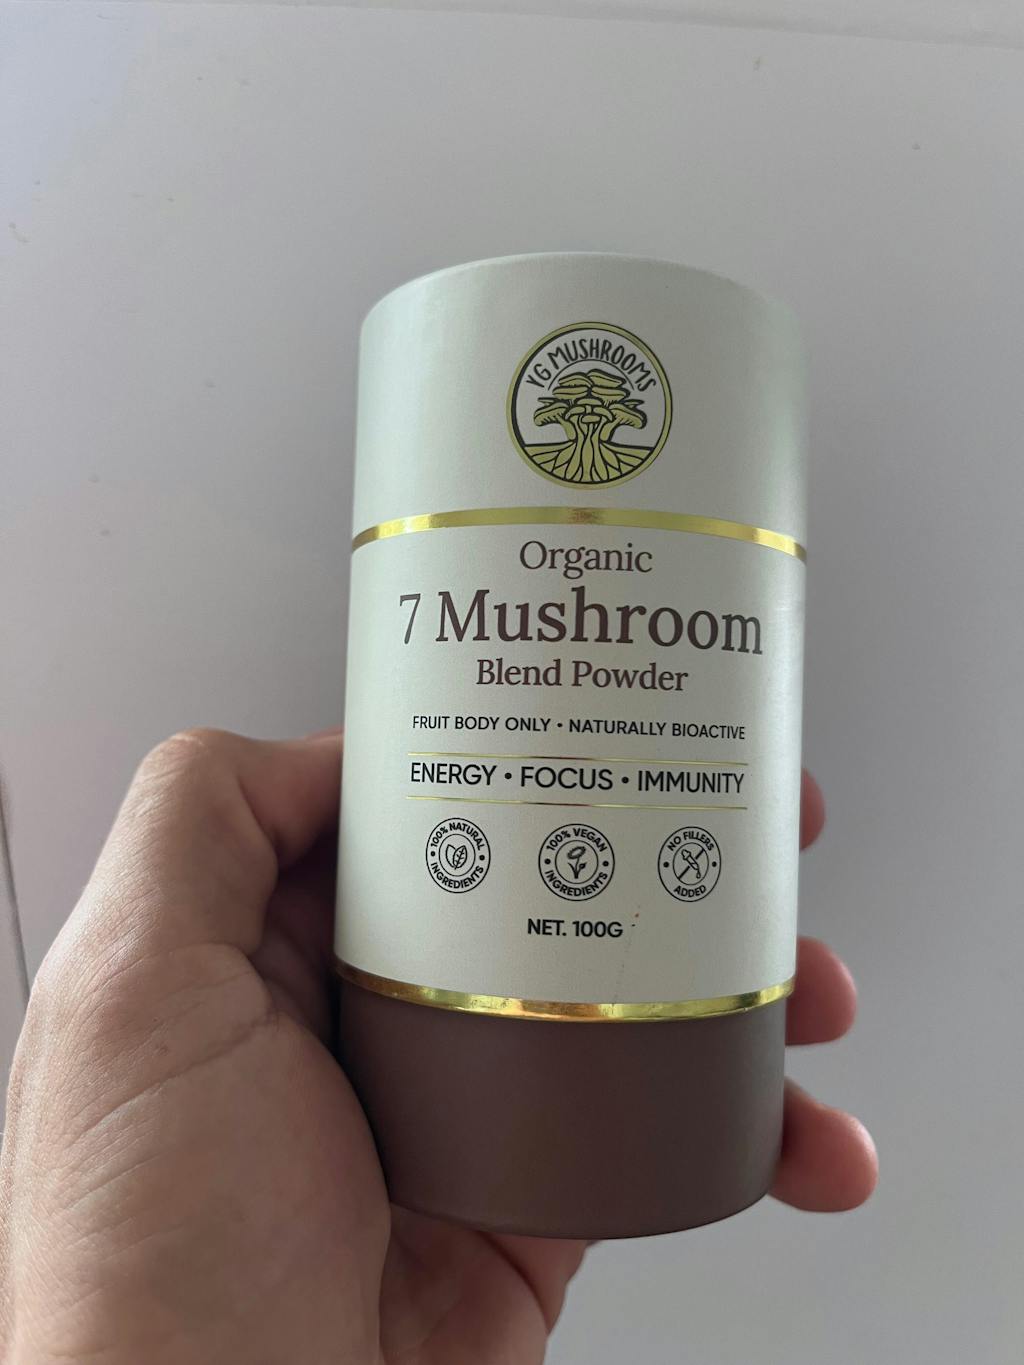 YG MUSHROOMS
Organic
7 Mushroom
Blend Powder
FRUIT BODY ONLY • NATURALLY BIOACTIVE
ENERGY • FOCUS • IMMUNITY
100% NATURAL
INGREDIENTS
100% VEGAN
INGREDIENTS
NO FILLERS
ADDED
NET. 100G